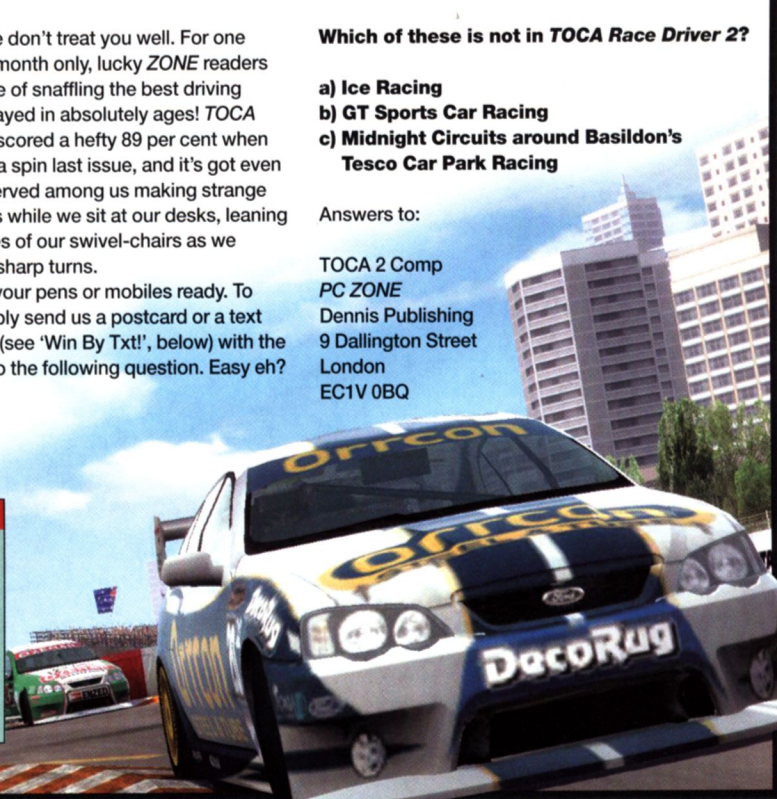 e don't treat you well. For one
month only, lucky ZONE readers
e of snaffling the best driving
ayed in absolutely ages! TOCA
scored a hefty 89 per cent when
a spin last issue, and it's got even
erved among us making strange
s while we sit at our desks, leaning
es of our swivel-chairs as we
sharp turns.
your pens or mobiles ready. To
ply send us a postcard or a text
(see 'Win By Txt!', below) with the
o the following question. Easy eh?
Which of these is not in TOCA Race Driver 2?
a) Ice Racing
b) GT Sports Car Racing
c) Midnight Circuits around Basildon's
Tesco Car Park Racing
Answers to:
TOCA 2 Comp
PC ZONE
Dennis Publishing
9 Dallington Street
London
EC1V 0BQ
Orrcon
Orrcon
Ford
DecoRug
Orrcon